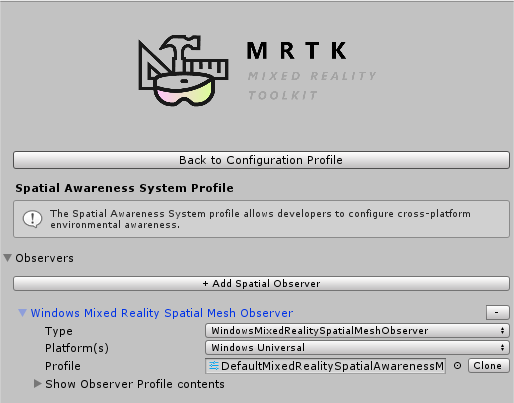 MRTK
MIXED REALITY
TOOLKIT
Back to Configuration Profile
Spatial Awareness System Profile
The Spatial Awareness System profile allows developers to configure cross-platform
environmental awareness.
Observers
+ Add Spatial Observer
Windows Mixed Reality Spatial Mesh Observer
-
Type WindowsMixedRealitySpatialMeshObserver
Platform(s) Windows Universal
Profile DefaultMixedRealitySpatialAwarenessM Clone
Show Observer Profile contents